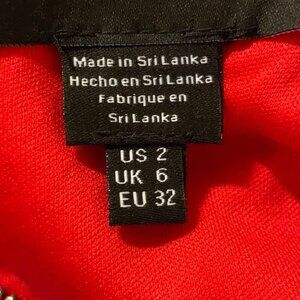 Made in Sri Lanka
Hecho en Sri Lanka
Fabrique en
Sri Lanka
US 2
UK 6
EU 32